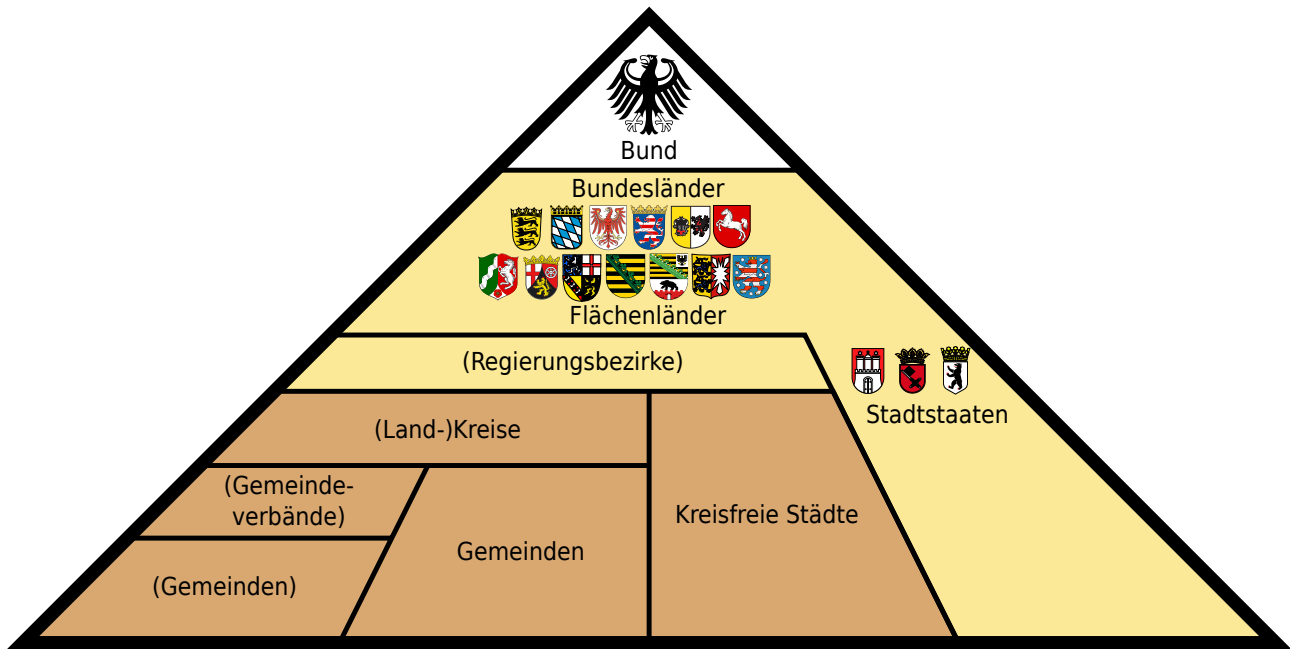 Bund
Bundesländer
Flächenländer
(Regierungsbezirke)
Stadtstaaten
(Land-)Kreise
(Gemeinde-
verbände)
Kreisfreie Städte
Gemeinden
(Gemeinden)